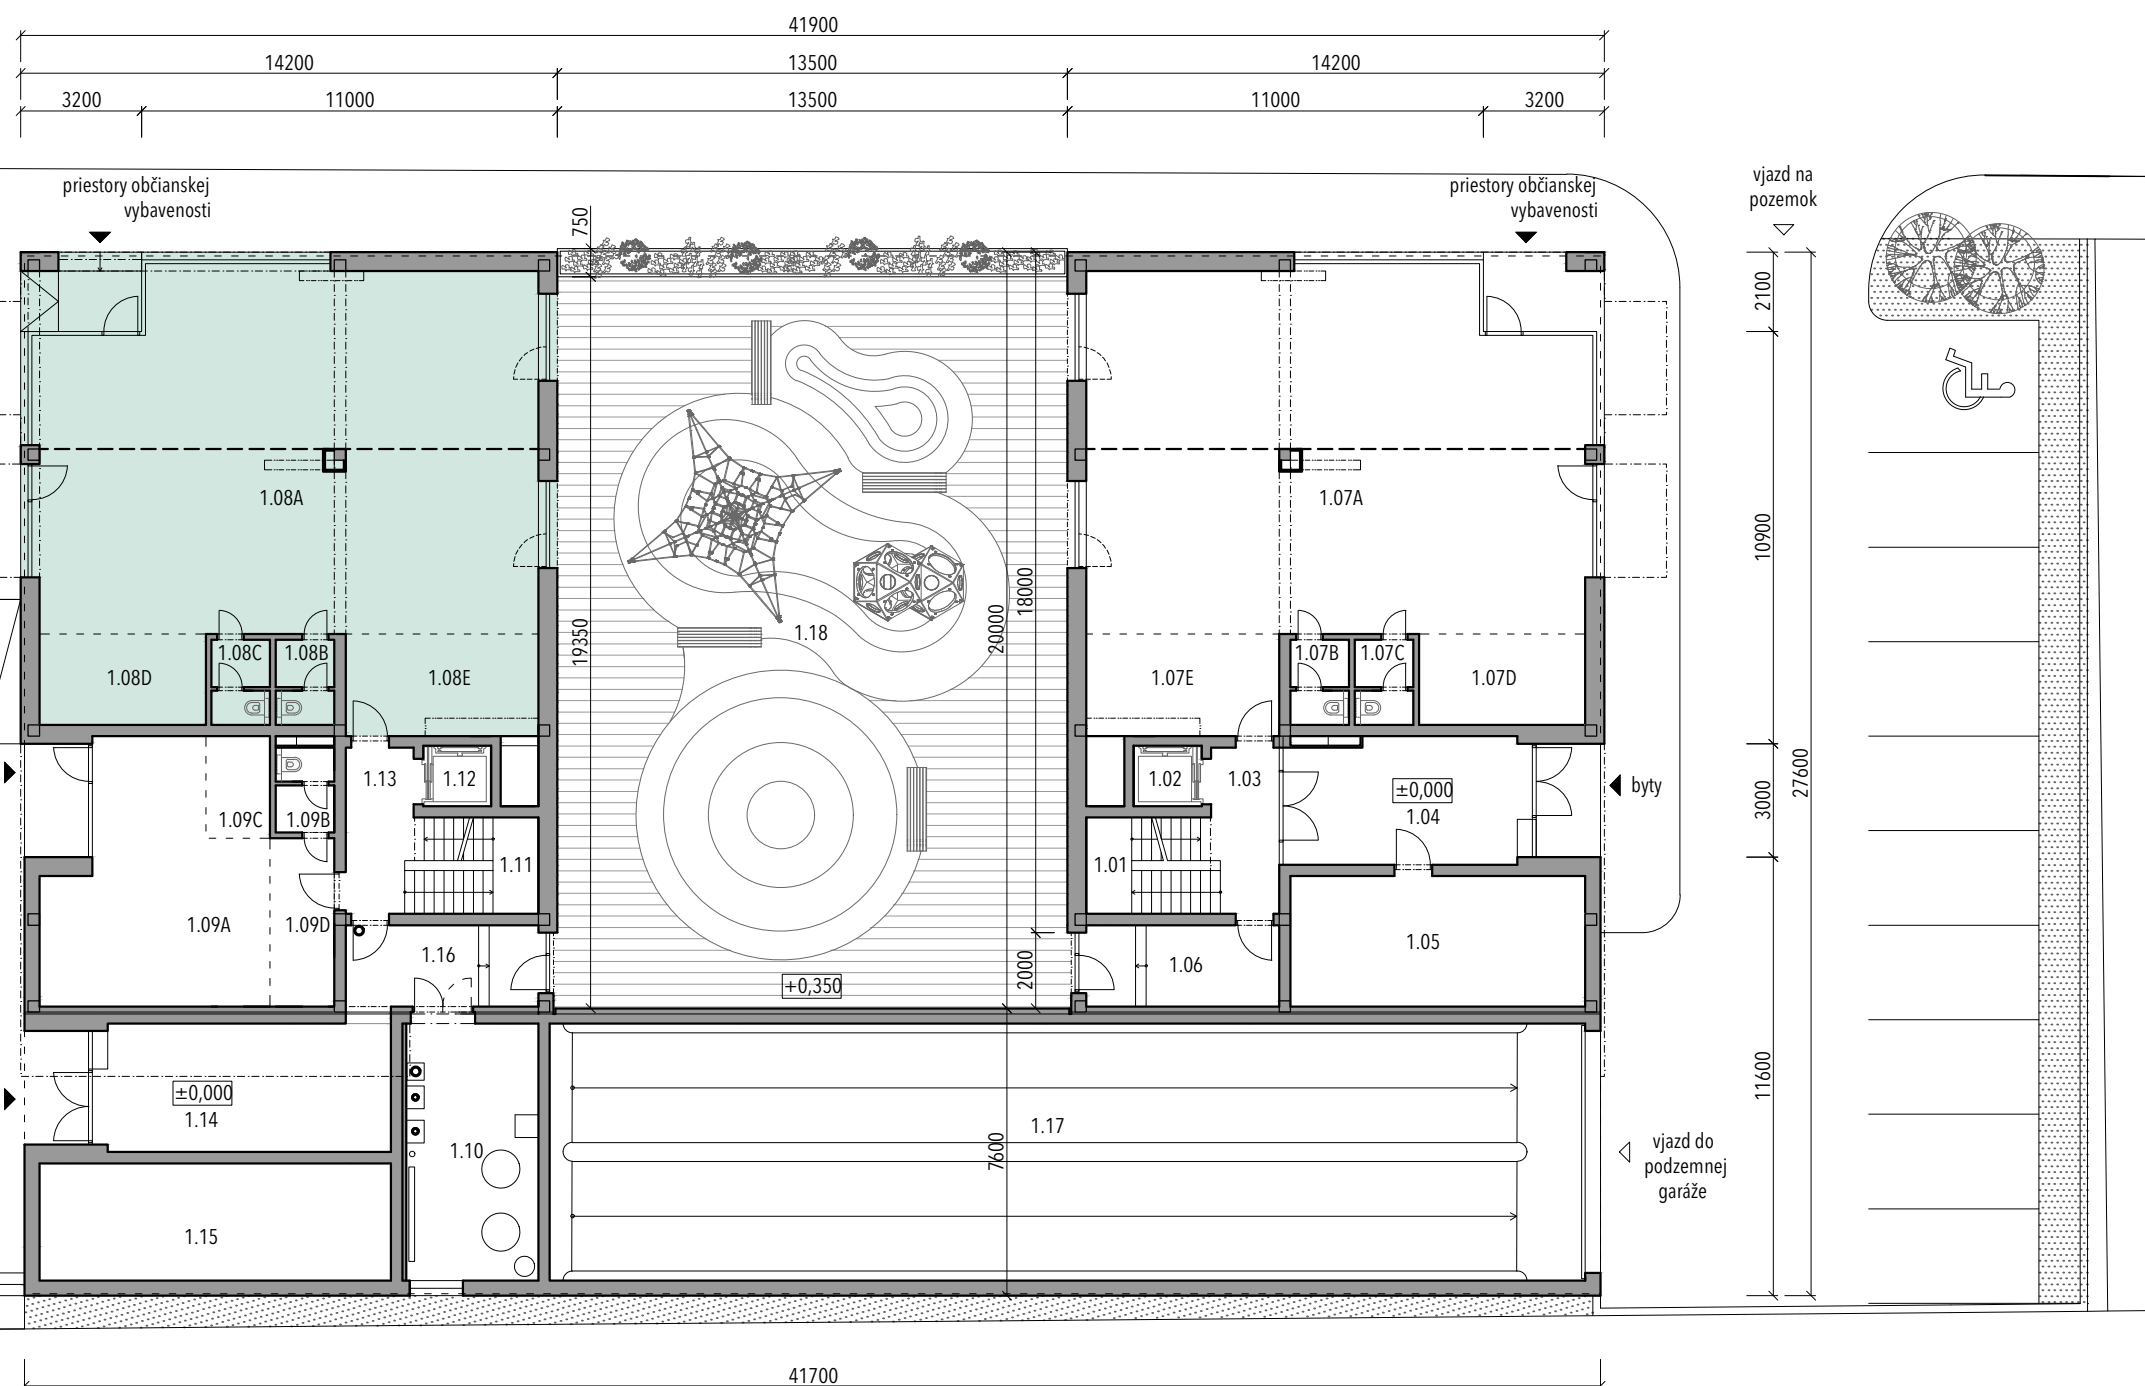 41900
14200
13500
14200
3200
11000
13500
11000
3200
priestory občianskej
vybavenosti
750
priestory občianskej
vybavenosti
vjazd na
pozemok
2100
1.08A
1.07A
10900
18000
20000
19350
1.18
1.08C
1.08B
1.08D
1.08E
1.07B
1.07C
1.07E
1.07D
1.13
1.12
1.02
1.03
±0,000
1.04
byty
3000
27600
1.09C
1.09B
1.11
1.01
1.09A
1.09D
1.16
1.06
1.05
2000
+0,350
±0,000
1.14
1.10
1.17
7600
11600
vjazd do
podzemnej
garáže
1.15
41700